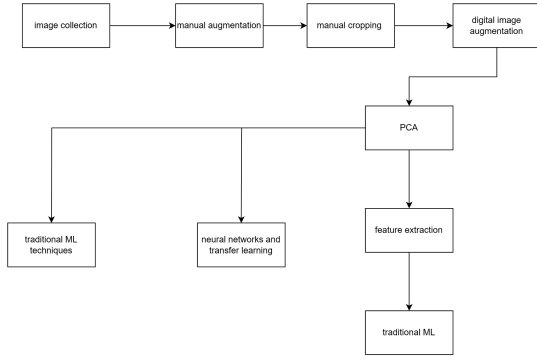 image collection
manual augmentation
manual cropping
digital image
augmentation
PCA
traditional ML
techniques
neural networks and
transfer learning
feature extraction
traditional ML